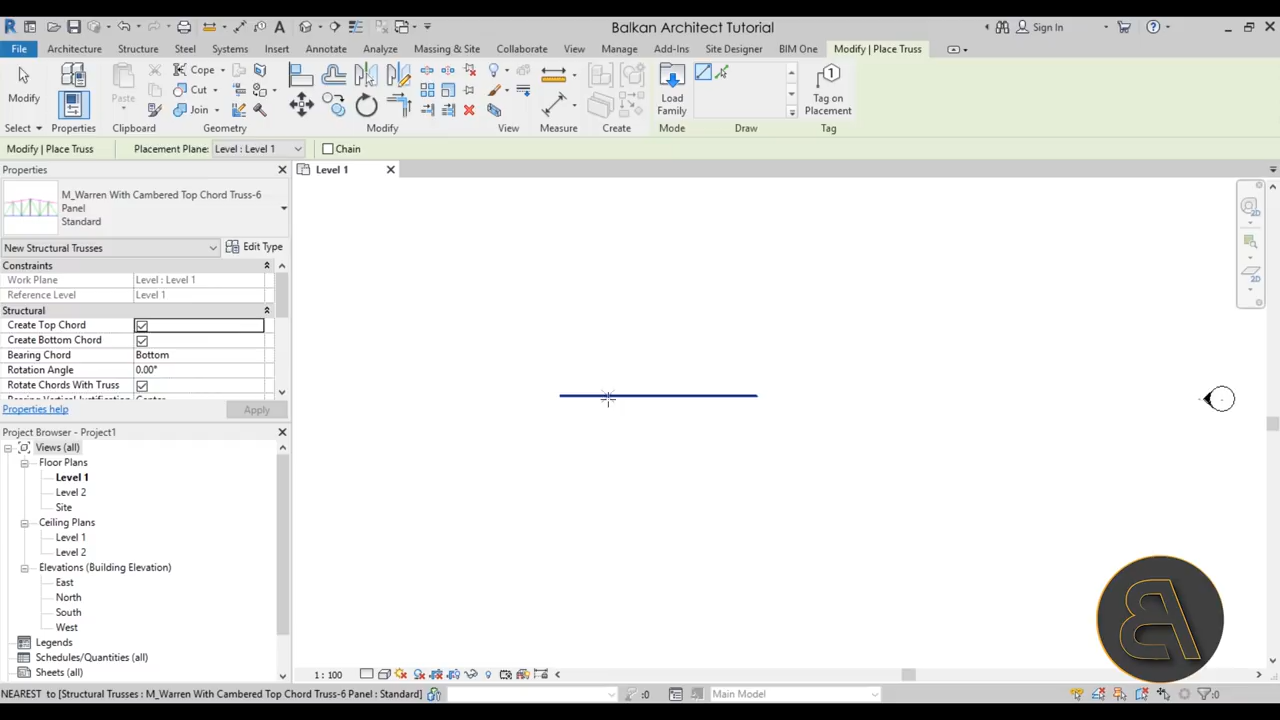 Balkan Architect Tutorial
Sign In
File Architecture Structure Steel Systems Insert Annotate Analyze Massing & Site Collaborate View Manage Add-Ins Site Designer BIM One Modify | Place Truss
Modify Paste Cope Cut Join Load Family Tag on Placement
Select Properties Clipboard Geometry Modify View Measure Create Mode Draw Tag
Modify | Place Truss Placement Plane: Level : Level 1 Chain
Properties
Level 1
M_Warren With Cambered Top Chord Truss-6
Panel
Standard
New Structural Trusses Edit Type
Constraints
Work Plane Level : Level 1
Reference Level Level 1
Structural
Create Top Chord
Create Bottom Chord
Bearing Chord Bottom
Rotation Angle 0.00°
Rotate Chords With Truss
Bearing Vertical Justification Center
Properties help Apply
Project Browser - Project1
Views (all)
Floor Plans
Level 1
Level 2
Site
Ceiling Plans
Level 1
Level 2
Elevations (Building Elevation)
East
North
South
West
Legends
Schedules/Quantities (all)
Sheets (all)
1 : 100
NEAREST to [Structural Trusses : M_Warren With Cambered Top Chord Truss-6 Panel : Standard] :0 Main Model :0
2D
2D